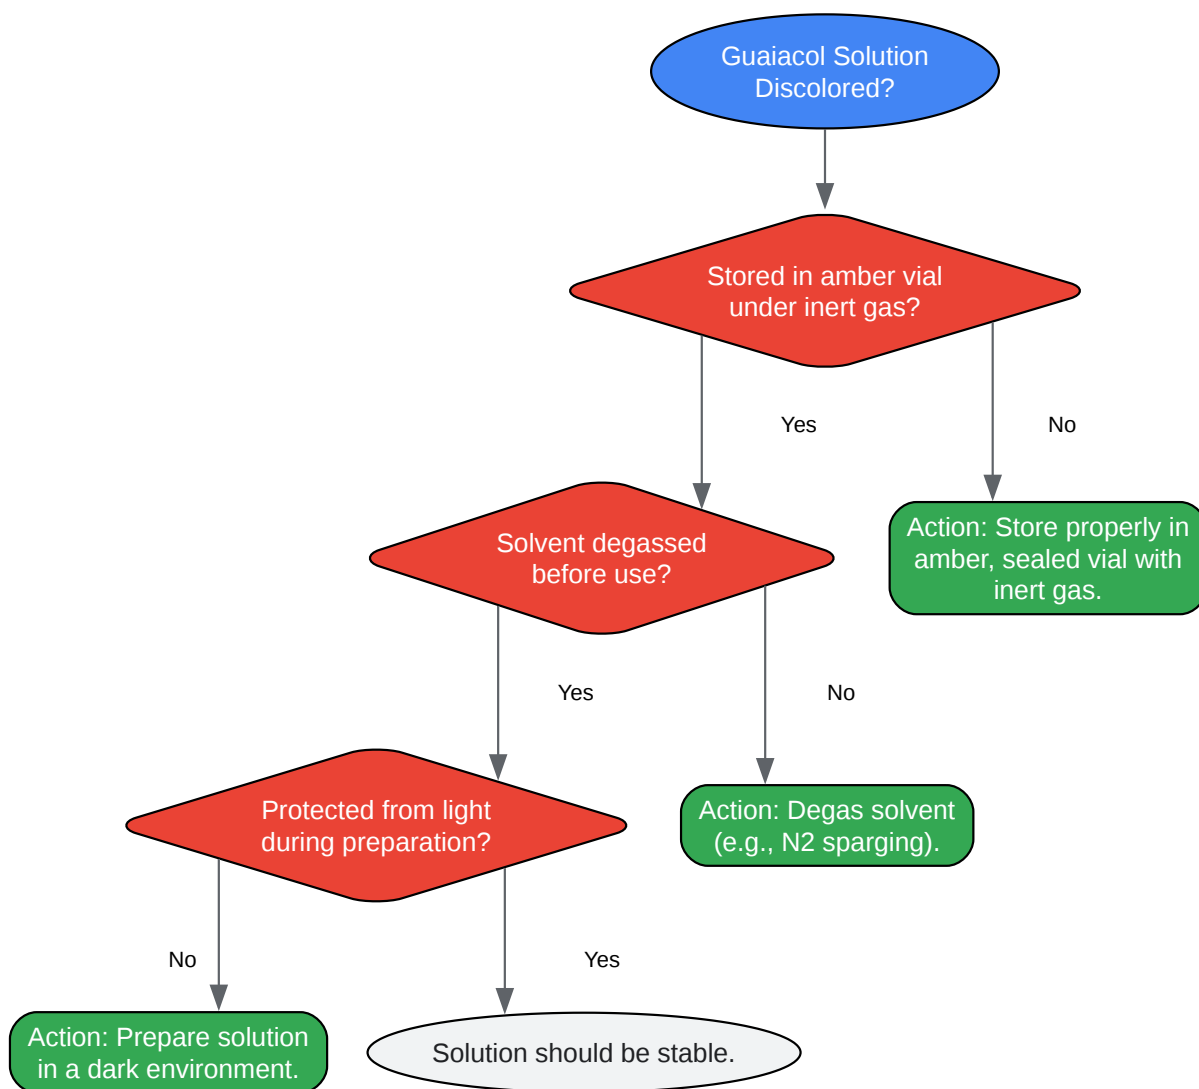 Guaiacol Solution
Discolored?
Stored in amber vial
under inert gas?
Yes
No
Solvent degassed
before use?
Action: Store properly in
amber, sealed vial with
inert gas.
Yes
No
Protected from light
during preparation?
Action: Degas solvent
(e.g., N2 sparging).
No
Yes
Action: Prepare solution
in a dark environment.
Solution should be stable.